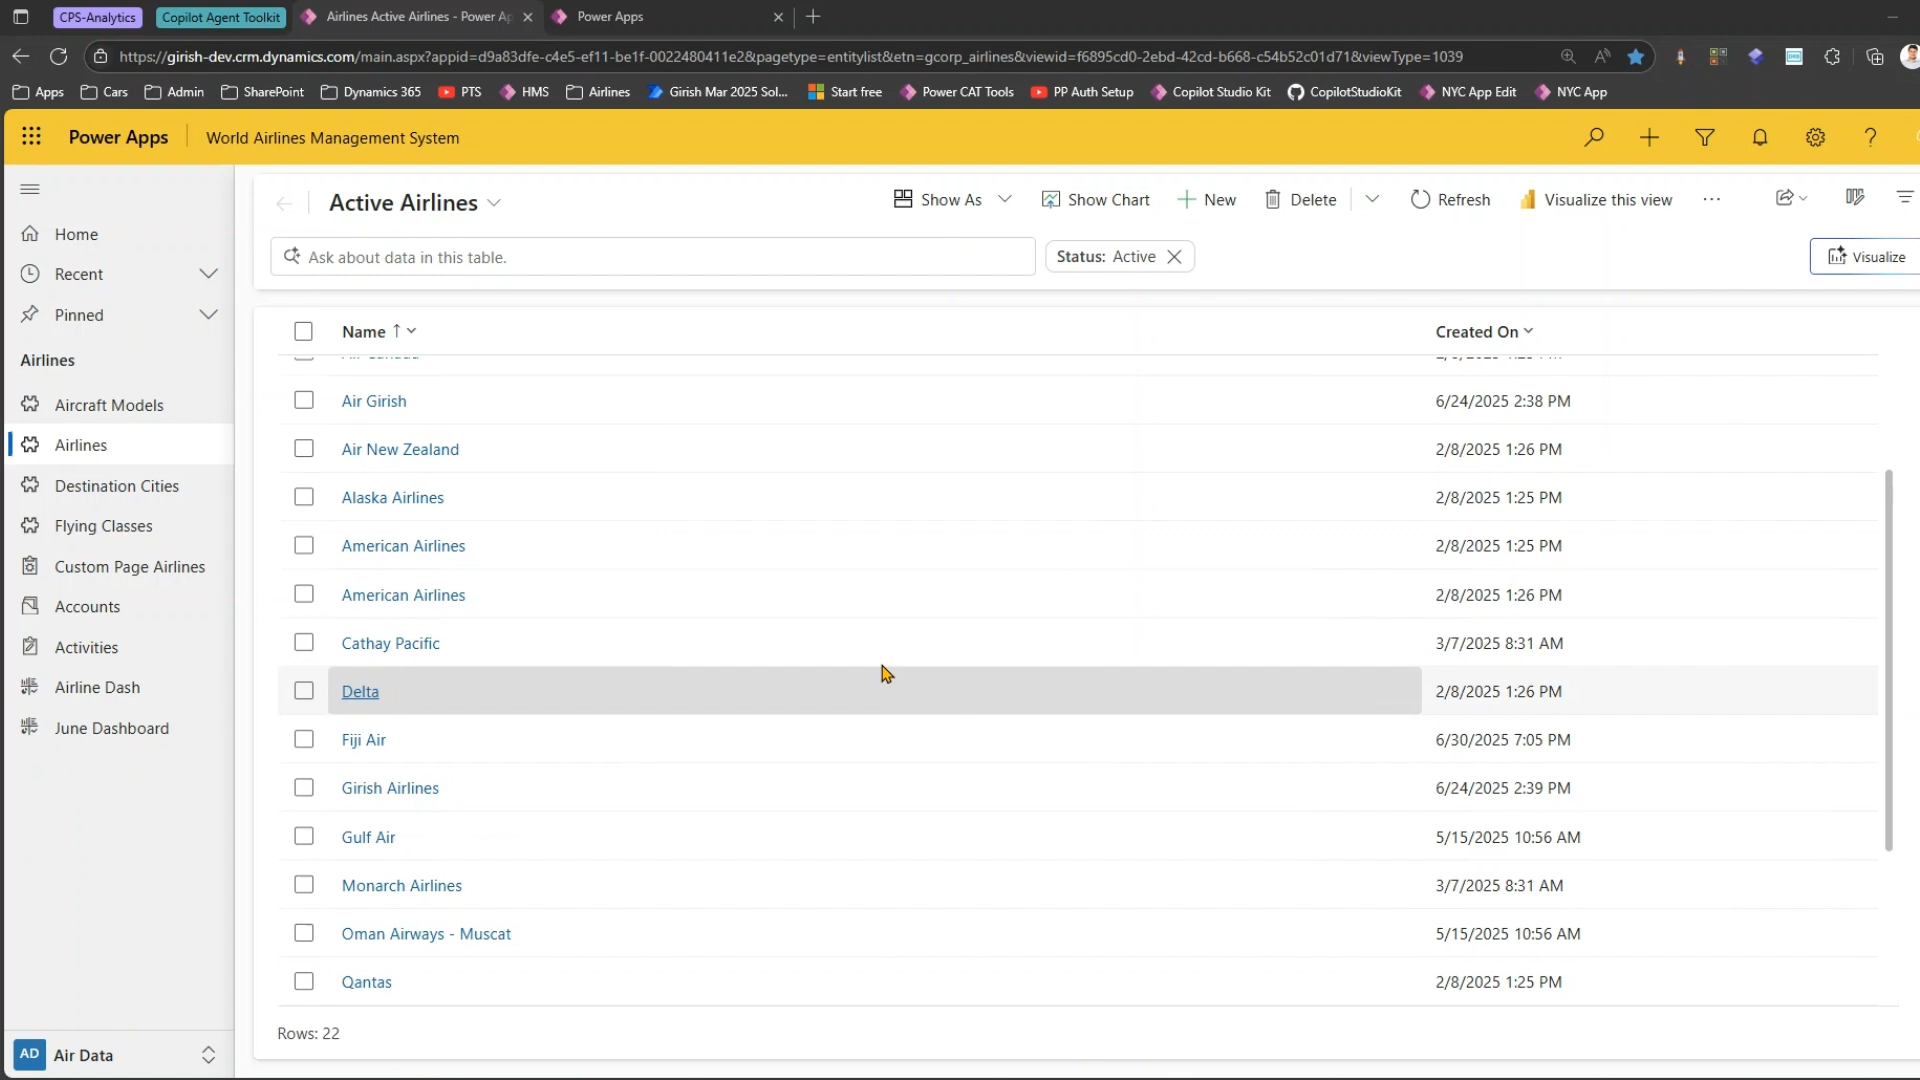 CPS-Analytics
Copilot Agent Toolkit
Airlines Active Airlines - Power Ap
Power Apps
https://girish-dev.crm.dynamics.com/main.aspx?appid=d9a83dfe-c4e5-ef11-be1f-0022480411e2&pagetype=entitylist&etn=gcorp_airlines&viewid=f6895cd0-2ebd-42cd-b668-c54b52c01d71&viewType=1039
Apps
Cars
Admin
SharePoint
Dynamics 365
PTS
HMS
Airlines
Girish Mar 2025 Sol...
Start free
Power CAT Tools
PP Auth Setup
Copilot Studio Kit
CopilotStudioKit
NYC App Edit
NYC App
Power Apps
World Airlines Management System
Home
Recent
Pinned
Airlines
Aircraft Models
Airlines
Destination Cities
Flying Classes
Custom Page Airlines
Accounts
Activities
Airline Dash
June Dashboard
AD Air Data
Active Airlines
Show As
Show Chart
New
Delete
Refresh
Visualize this view
Ask about data in this table.
Status: Active
Visualize
Name Created On
Air Girish 6/24/2025 2:38 PM
Air New Zealand 2/8/2025 1:26 PM
Alaska Airlines 2/8/2025 1:25 PM
American Airlines 2/8/2025 1:25 PM
American Airlines 2/8/2025 1:26 PM
Cathay Pacific 3/7/2025 8:31 AM
Delta 2/8/2025 1:26 PM
Fiji Air 6/30/2025 7:05 PM
Girish Airlines 6/24/2025 2:39 PM
Gulf Air 5/15/2025 10:56 AM
Monarch Airlines 3/7/2025 8:31 AM
Oman Airways - Muscat 5/15/2025 10:56 AM
Qantas 2/8/2025 1:25 PM
Rows: 22